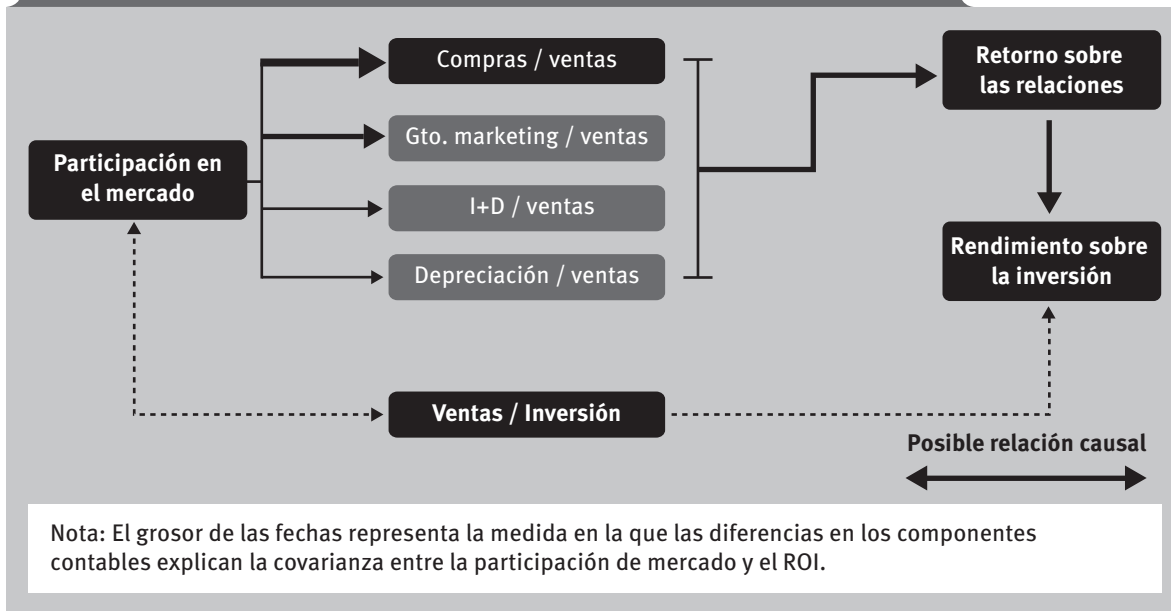 Compras / ventas
Gto. marketing / ventas
I+D / ventas
Depreciación / ventas
Participación en
el mercado
Retorno sobre
las relaciones
Rendimiento sobre
la inversión
Ventas / Inversión
Posible relación causal
Nota: El grosor de las fechas representa la medida en la que las diferencias en los componentes
contables explican la covarianza entre la participación de mercado y el ROI.